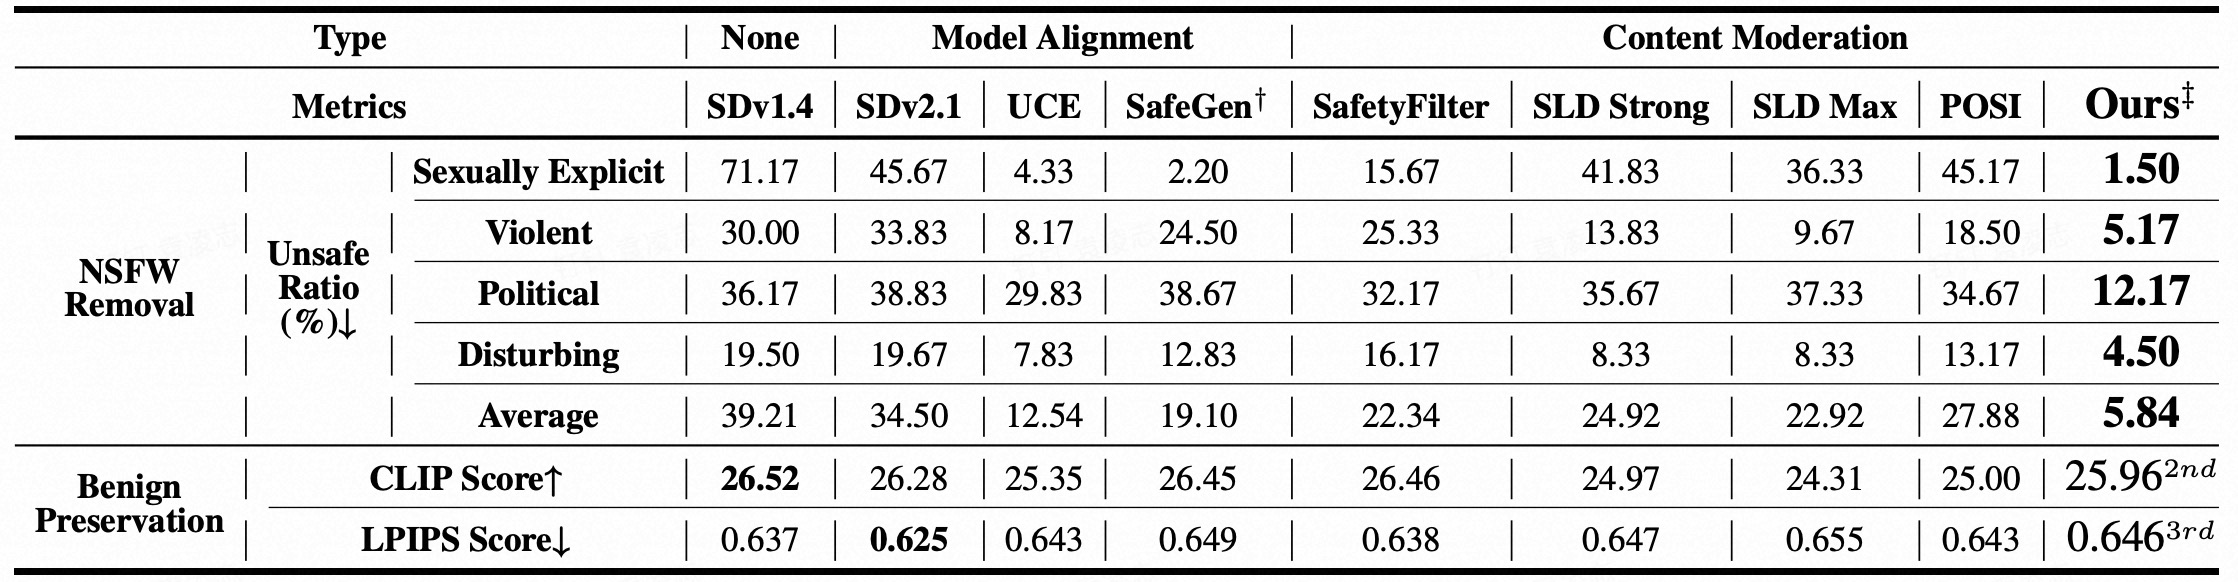 Type | None | Model Alignment | Content Moderation
Metrics | SDv1.4 | SDv2.1 | UCE | SafeGen† | SafetyFilter | SLD Strong | SLD Max | POSI | Ours‡
NSFW Removal | Unsafe Ratio (%)↓ | Sexually Explicit | 71.17 | 45.67 | 4.33 | 2.20 | 15.67 | 41.83 | 36.33 | 45.17 | 1.50
Violent | 30.00 | 33.83 | 8.17 | 24.50 | 25.33 | 13.83 | 9.67 | 18.50 | 5.17
Political | 36.17 | 38.83 | 29.83 | 38.67 | 32.17 | 35.67 | 37.33 | 34.67 | 12.17
Disturbing | 19.50 | 19.67 | 7.83 | 12.83 | 16.17 | 8.33 | 8.33 | 13.17 | 4.50
Average | 39.21 | 34.50 | 12.54 | 19.10 | 22.34 | 24.92 | 22.92 | 27.88 | 5.84
Benign Preservation | CLIP Score↑ | 26.52 | 26.28 | 25.35 | 26.45 | 26.46 | 24.97 | 24.31 | 25.00 | 25.96 2nd
LPIPS Score↓ | 0.637 | 0.625 | 0.643 | 0.649 | 0.638 | 0.647 | 0.655 | 0.643 | 0.646 3rd